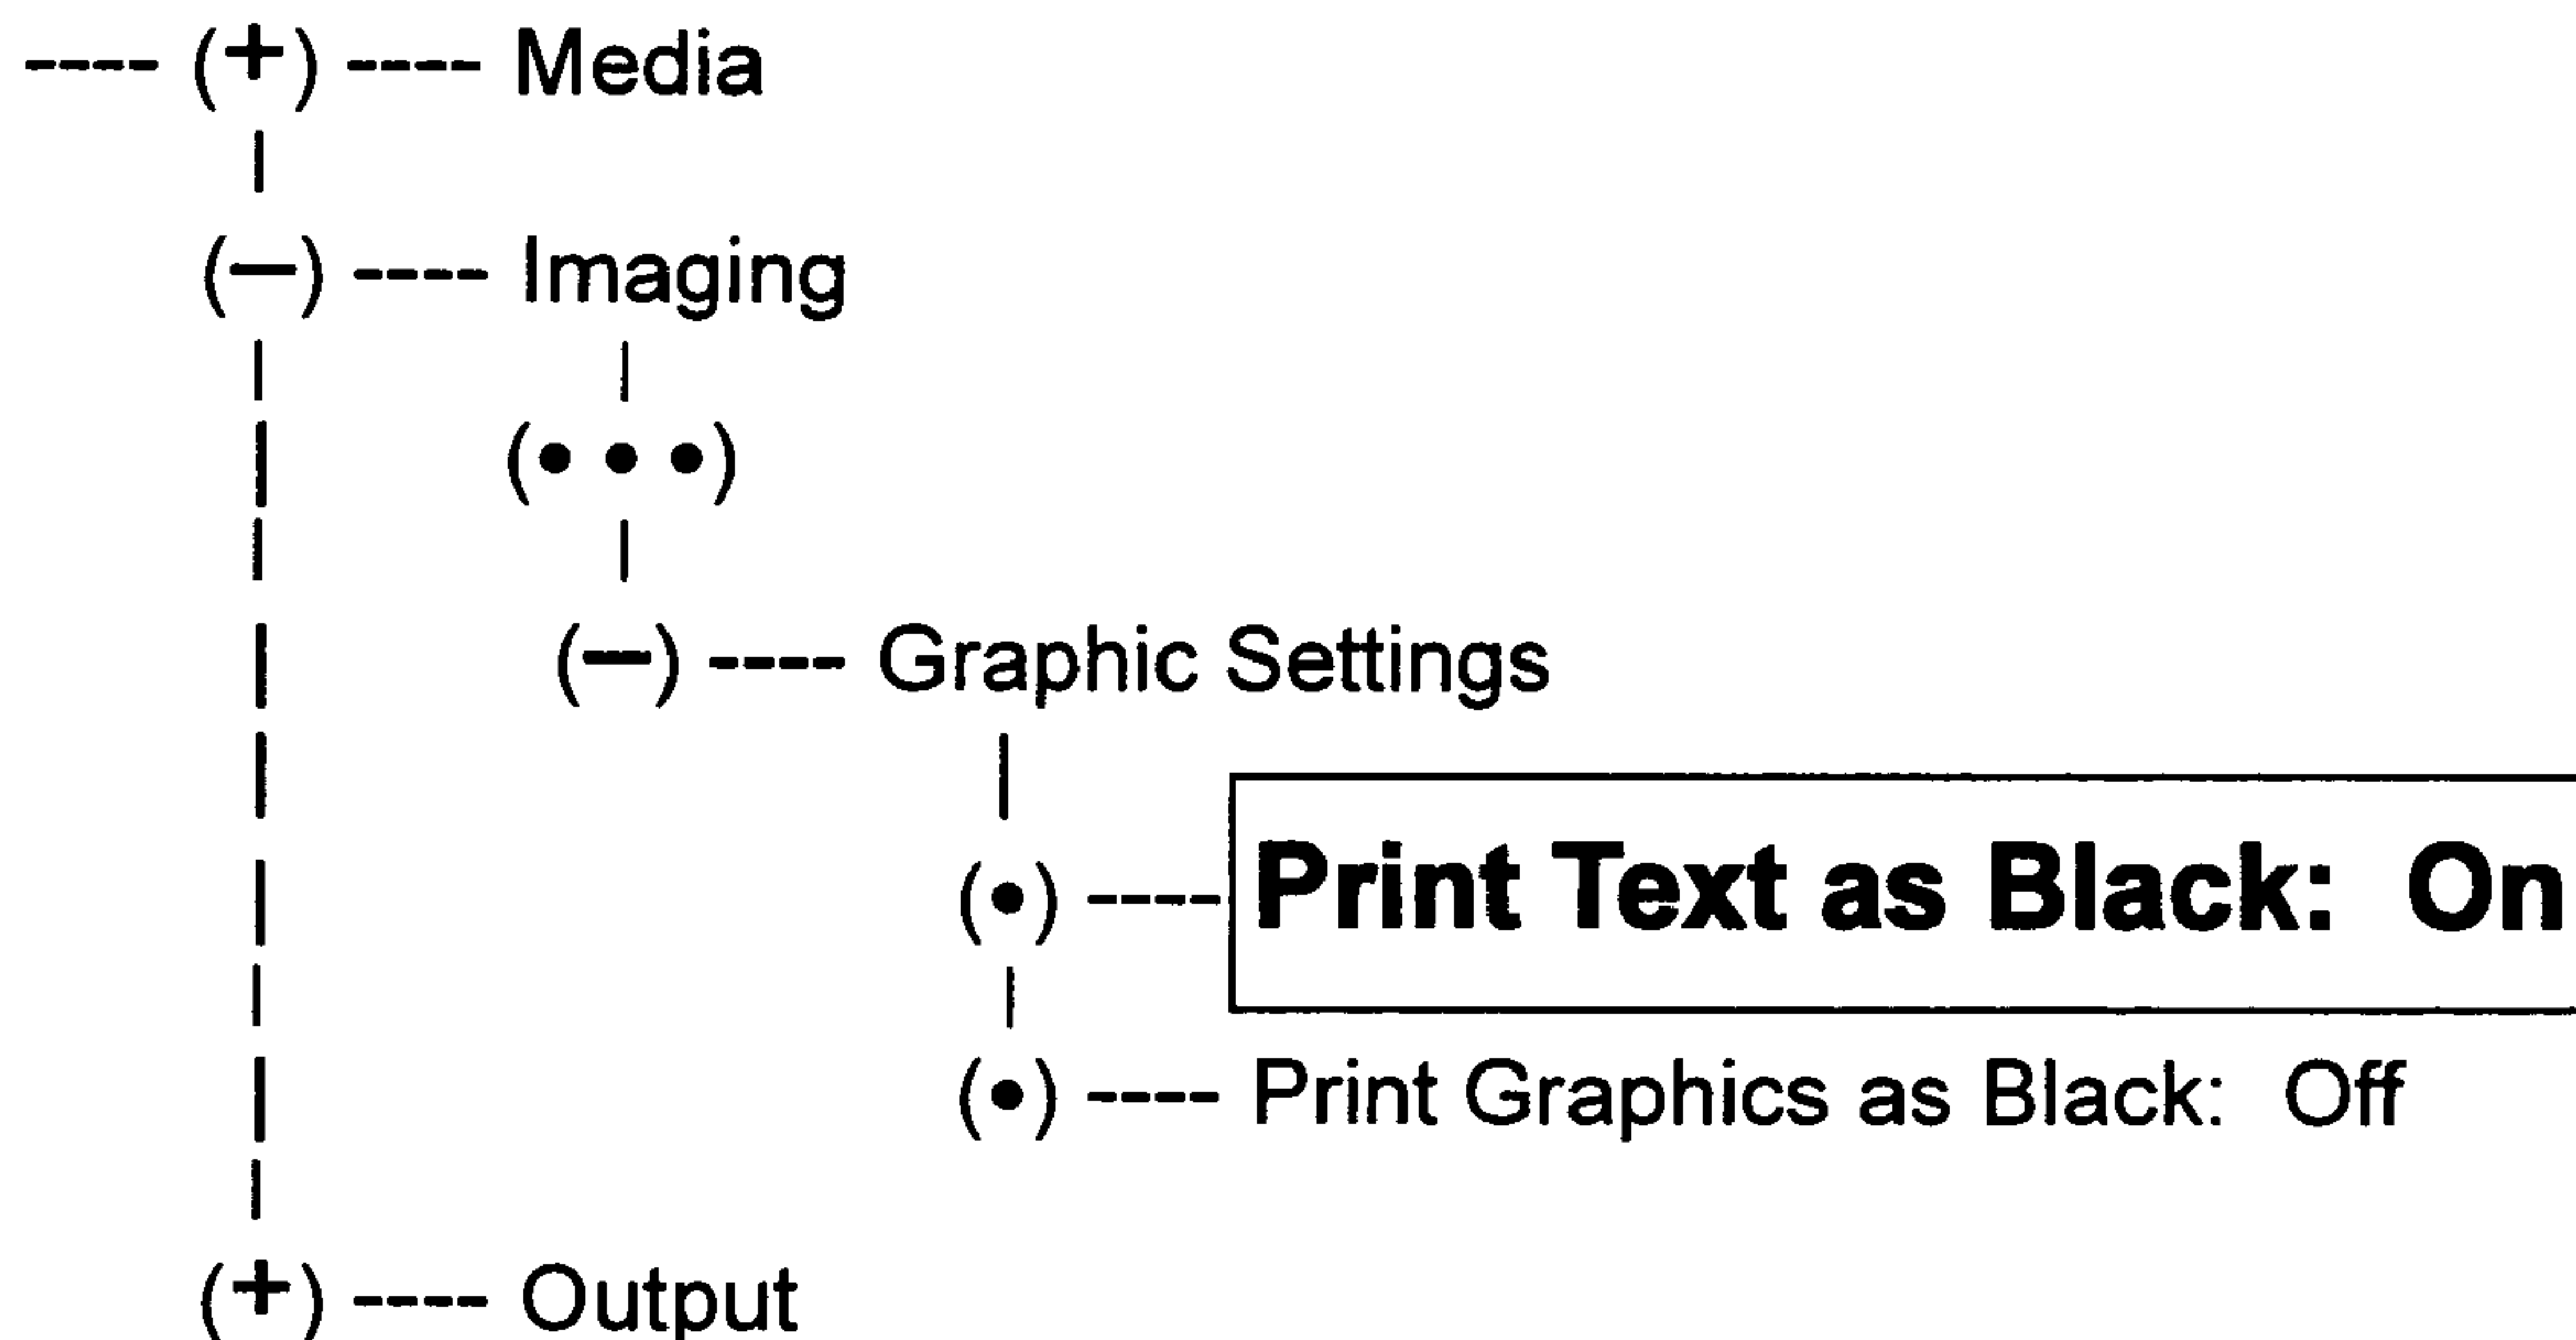 ---- (+) ---- Media
(−) ---- Imaging
(• • •)
(−) ---- Graphic Settings
(•) ---- Print Text as Black: On
(•) ---- Print Graphics as Black: Off
(+) ---- Output